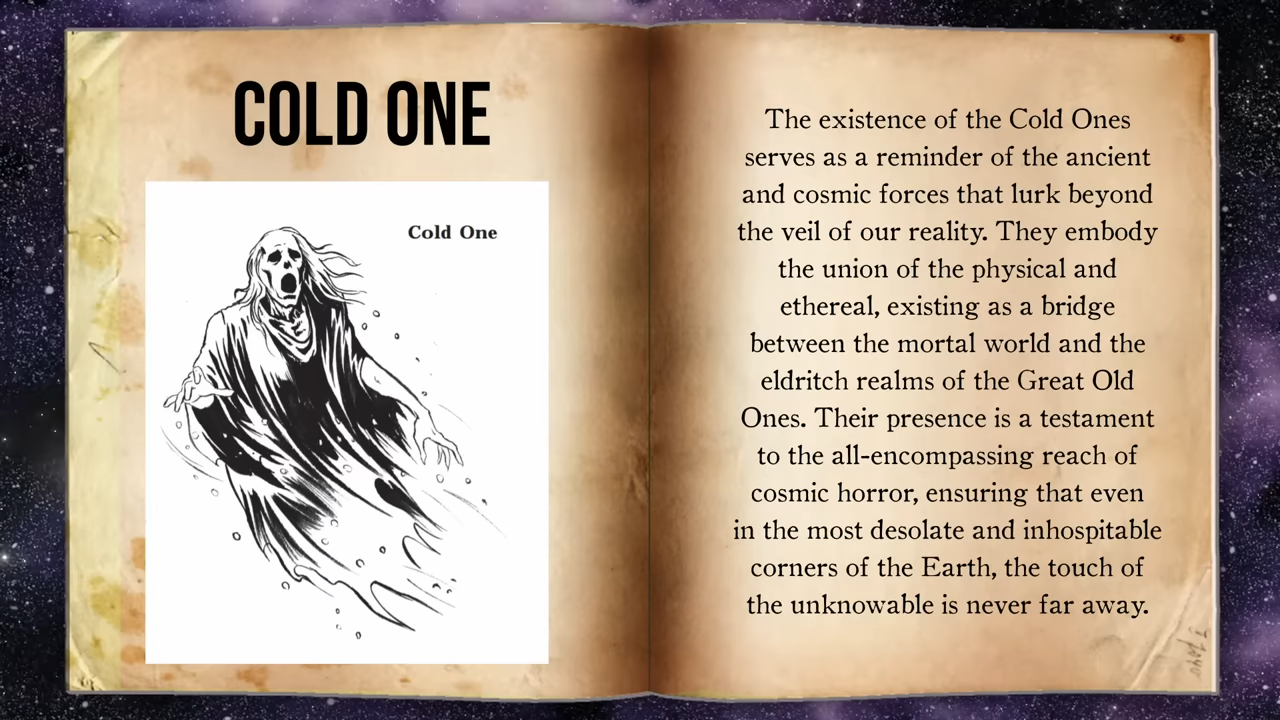 COLD ONE
Cold One
The existence of the Cold Ones
serves as a reminder of the ancient
and cosmic forces that lurk beyond
the veil of our reality. They embody
the union of the physical and
ethereal, existing as a bridge
between the mortal world and the
eldritch realms of the Great Old
Ones. Their presence is a testament
to the all-encompassing reach of
cosmic horror, ensuring that even
in the most desolate and inhospitable
corners of the Earth, the touch of
the unknowable is never far away.